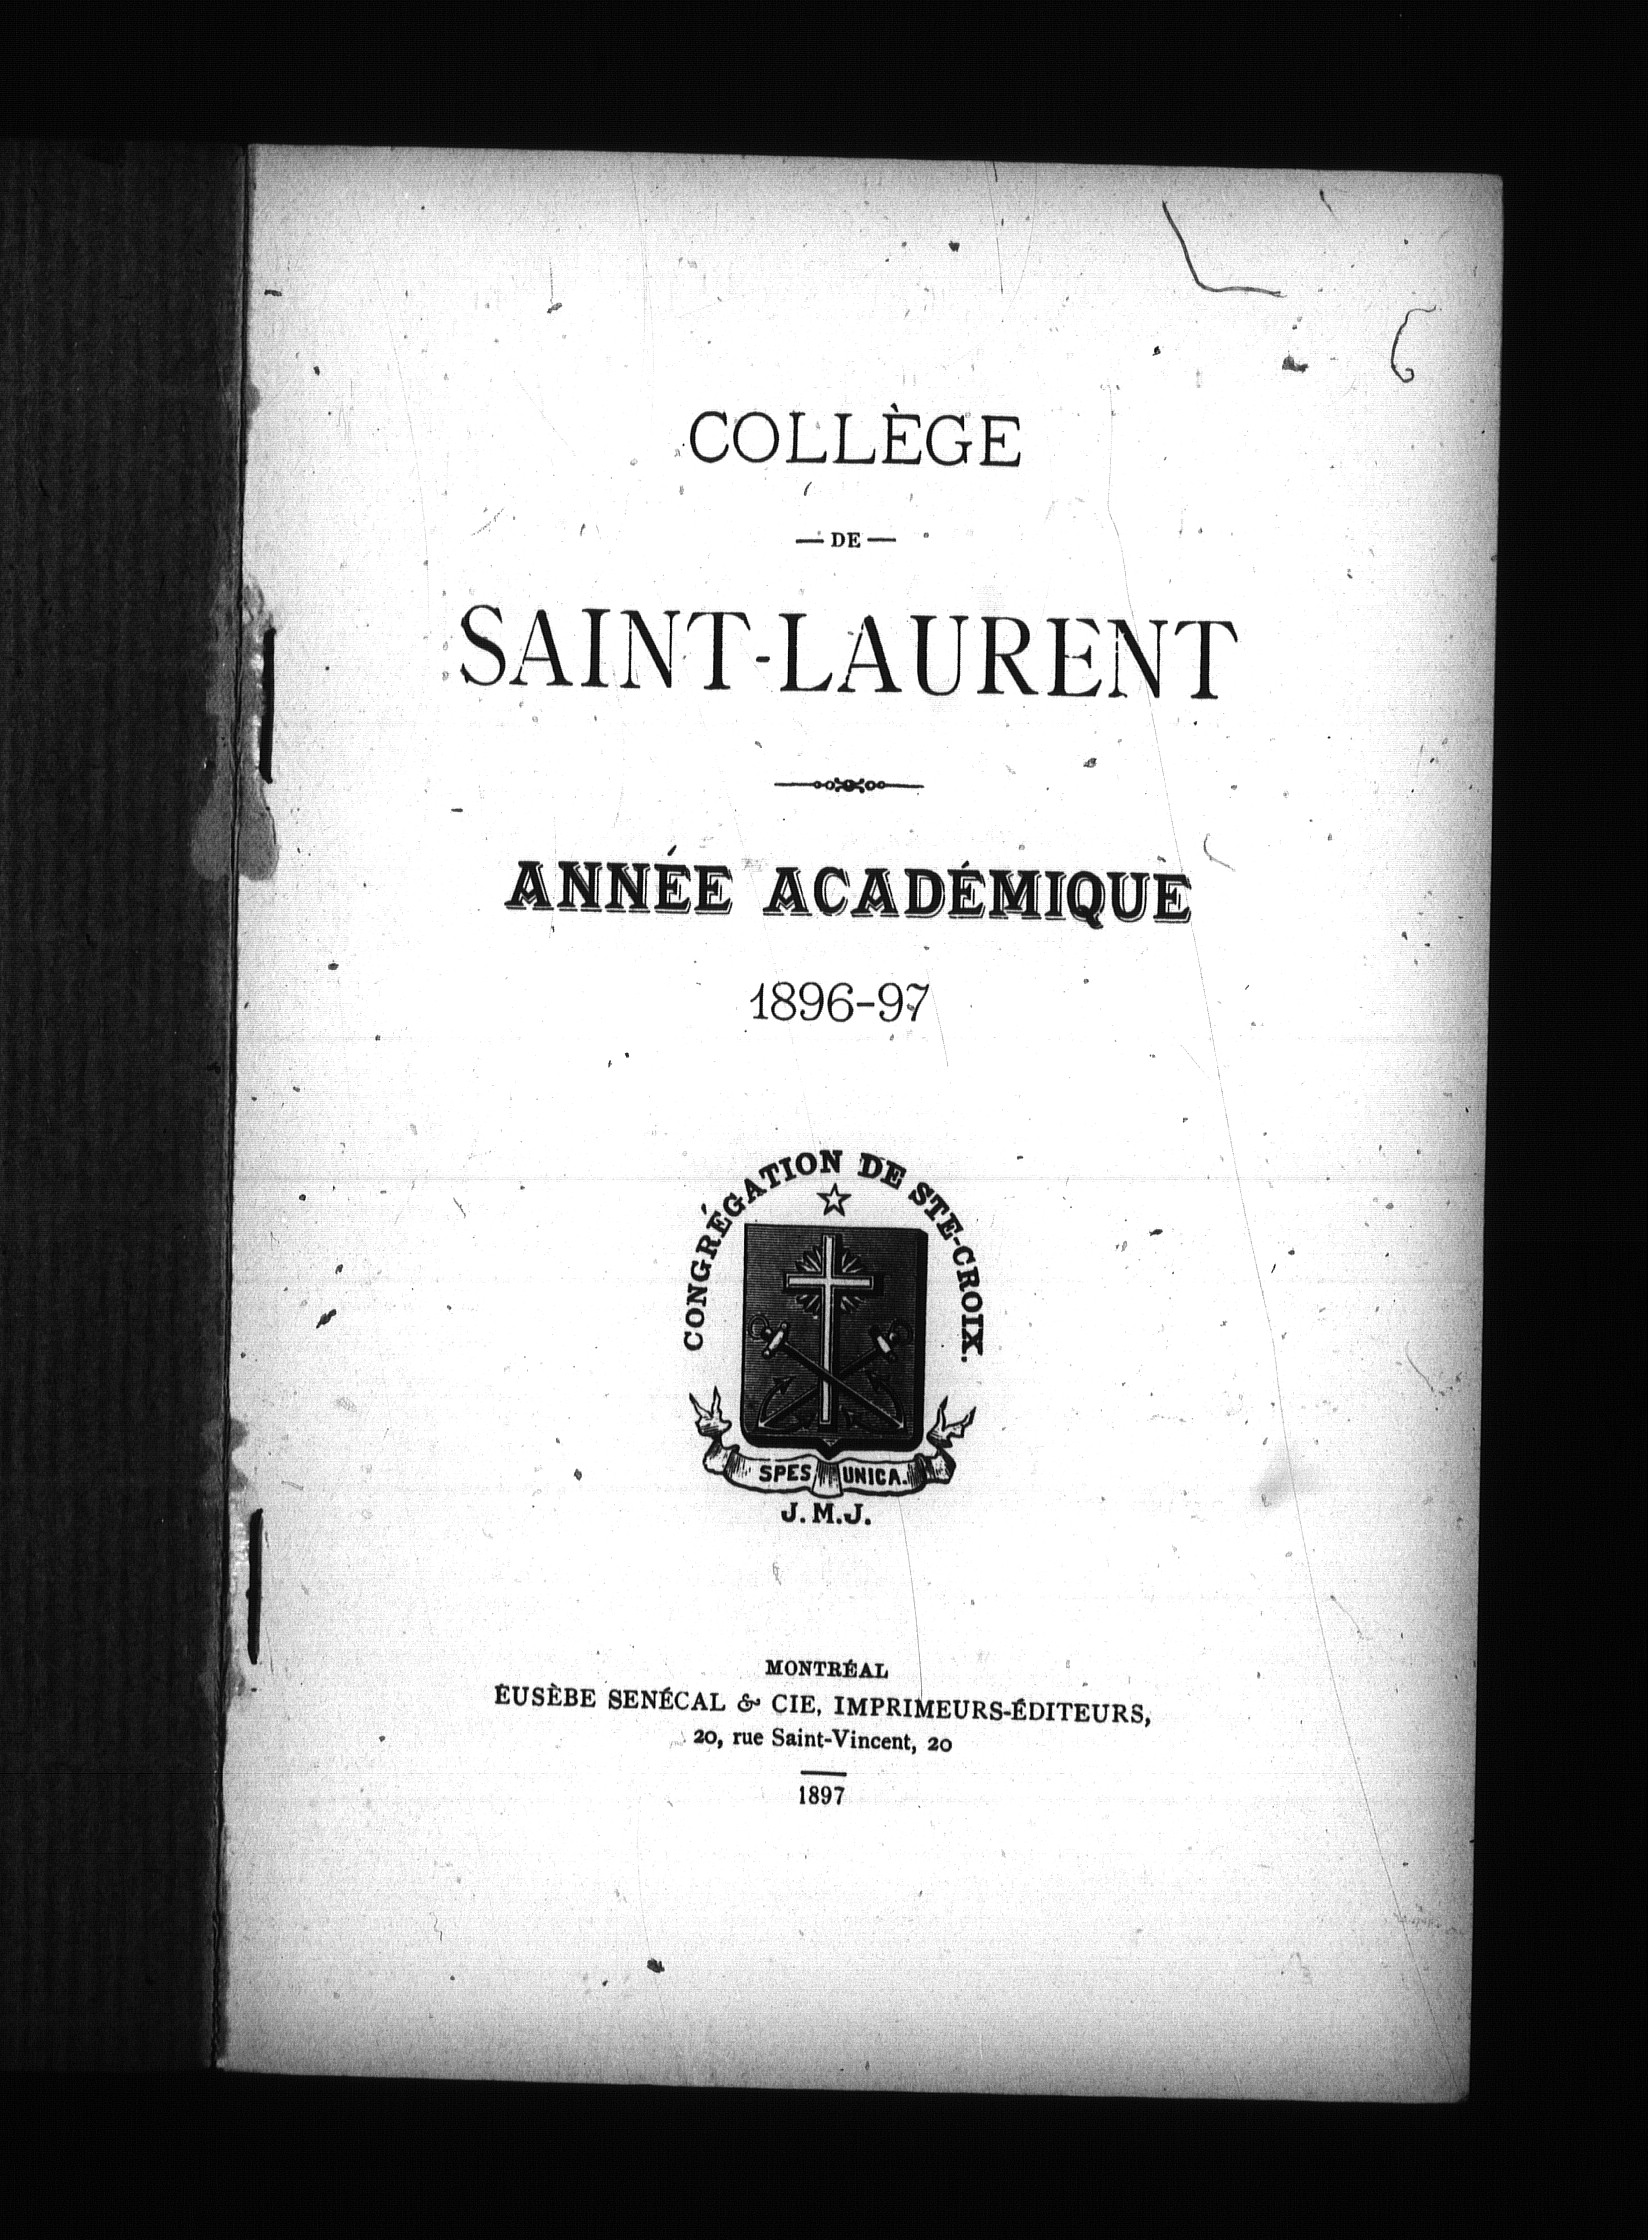 COLLÈGE
— DE —
SAINT-LAURENT
ANNÉE ACADÉMIQUE
1896-97
CONGRÉGATION DE STE-CROIX.
SPES UNICA.
J. M. J.
MONTRÉAL
EUSÈBE SENÉCAL & CIE, IMPRIMEURS-ÉDITEURS,
20, rue Saint-Vincent, 20
1897